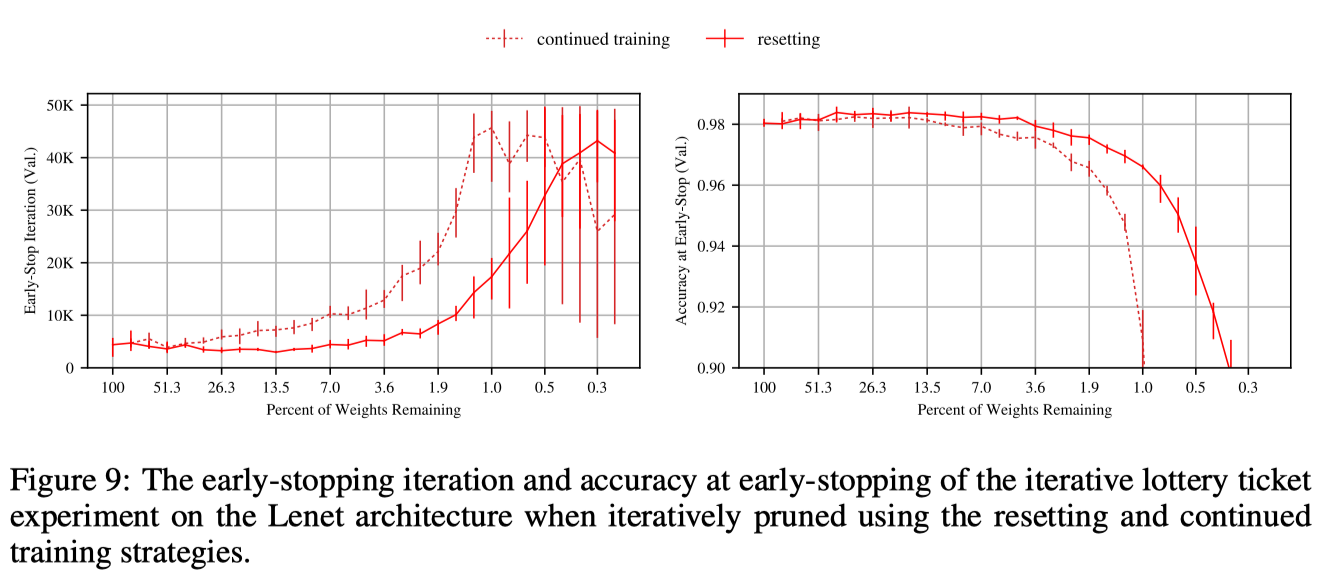 continued training resetting
50K
40K
30K
20K
10K
0
Early-Stop Iteration (Val.)
100 51.3 26.3 13.5 7.0 3.6 1.9 1.0 0.5 0.3
Percent of Weights Remaining
0.98
0.96
0.94
0.92
0.90
Accuracy at Early-Stop (Val.)
100 51.3 26.3 13.5 7.0 3.6 1.9 1.0 0.5 0.3
Percent of Weights Remaining
Figure 9: The early-stopping iteration and accuracy at early-stopping of the iterative lottery ticket
experiment on the Lenet architecture when iteratively pruned using the resetting and continued
training strategies.